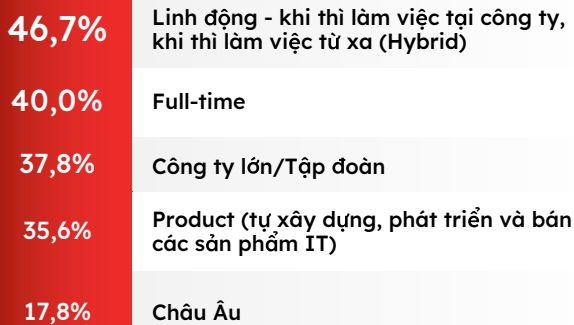 46,7%
Linh động - khi thì làm việc tại công ty,
khi thì làm việc từ xa (Hybrid)
40,0%
Full-time
37,8%
Công ty lớn/Tập đoàn
35,6%
Product (tự xây dựng, phát triển và bán
các sản phẩm IT)
17,8%
Châu Âu